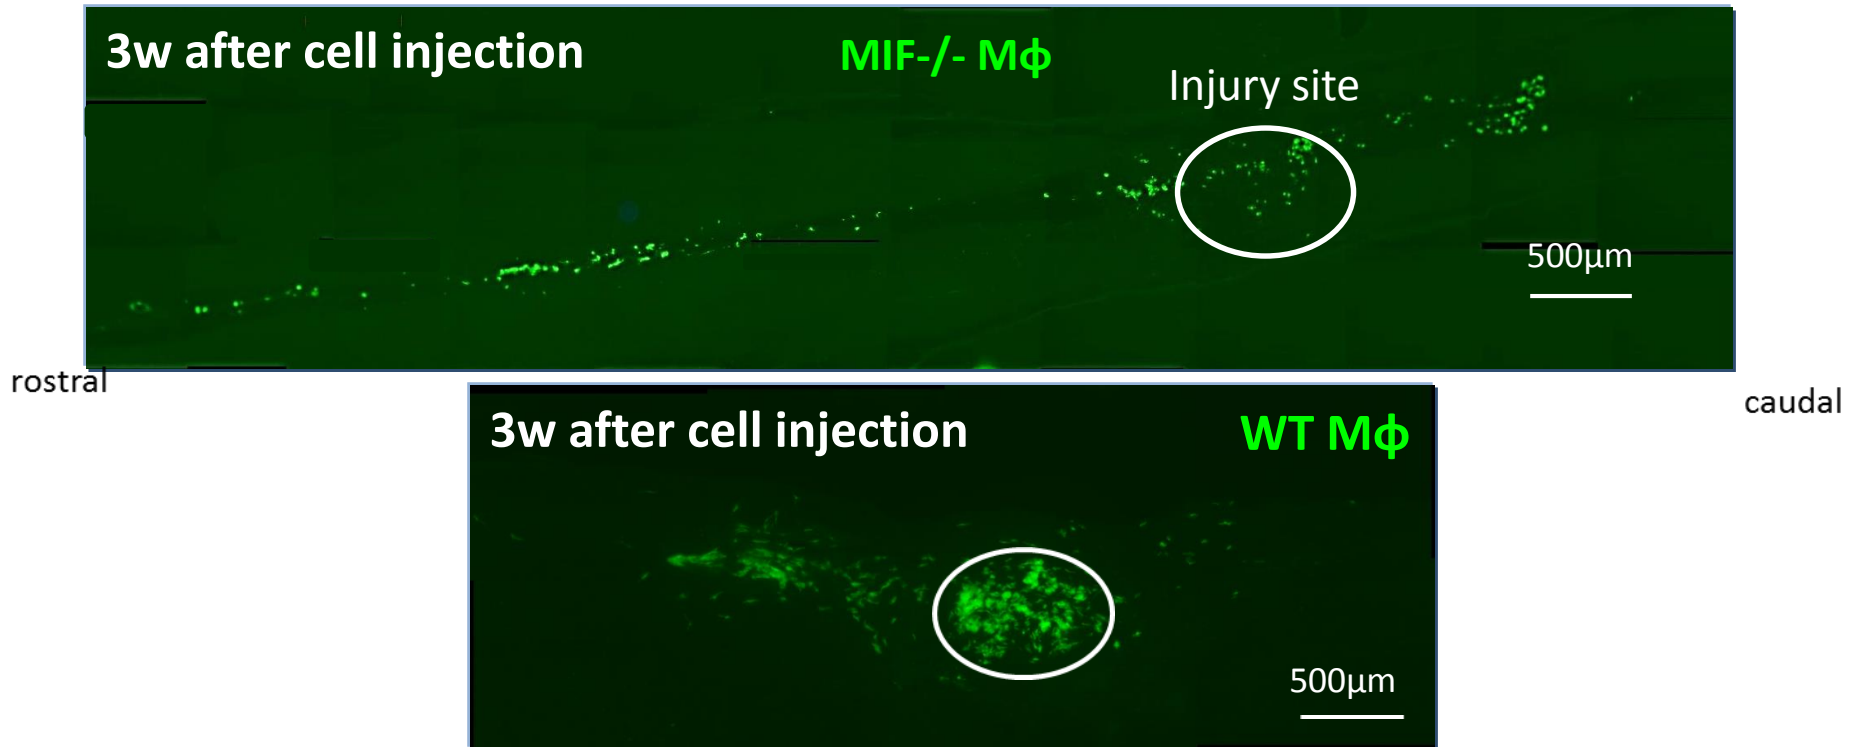 3w after cell injection
MIF-/- Mϕ
Injury site
500µm
rostral
caudal
3w after cell injection
WT Mϕ
500µm